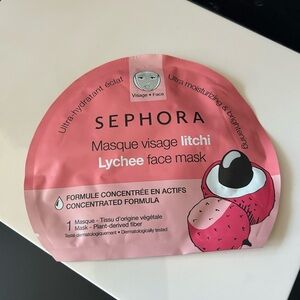 Visage • Face
Ultra-hydratant éclat
Ultra moisturizing & brightening
SEPHORA
Masque visage litchi
Lychee face mask
FORMULE CONCENTRÉE EN ACTIFS
CONCENTRATED FORMULA
1 Masque - Tissu d'origine végétale
Mask - Plant-derived fiber
Testé dermatologiquement • Dermatologically tested